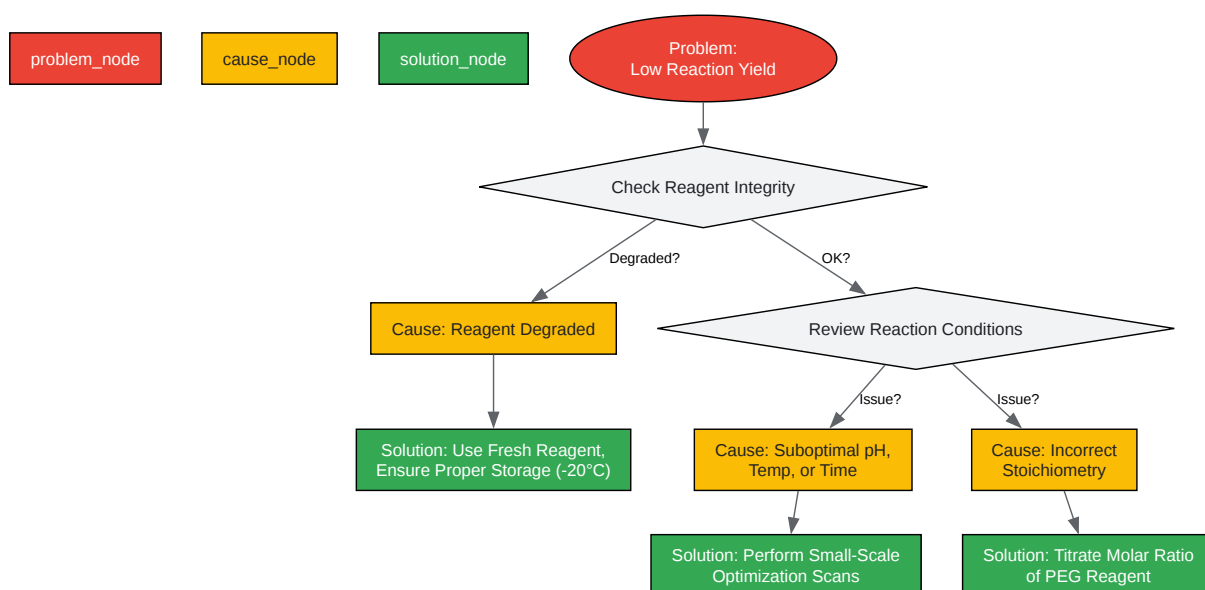 problem_node
cause_node
solution_node
Problem:
Low Reaction Yield
Check Reagent Integrity
Degraded?
OK?
Cause: Reagent Degraded
Review Reaction Conditions
Issue?
Issue?
Solution: Use Fresh Reagent,
Ensure Proper Storage (-20°C)
Cause: Suboptimal pH,
Temp, or Time
Cause: Incorrect
Stoichiometry
Solution: Perform Small-Scale
Optimization Scans
Solution: Titrate Molar Ratio
of PEG Reagent